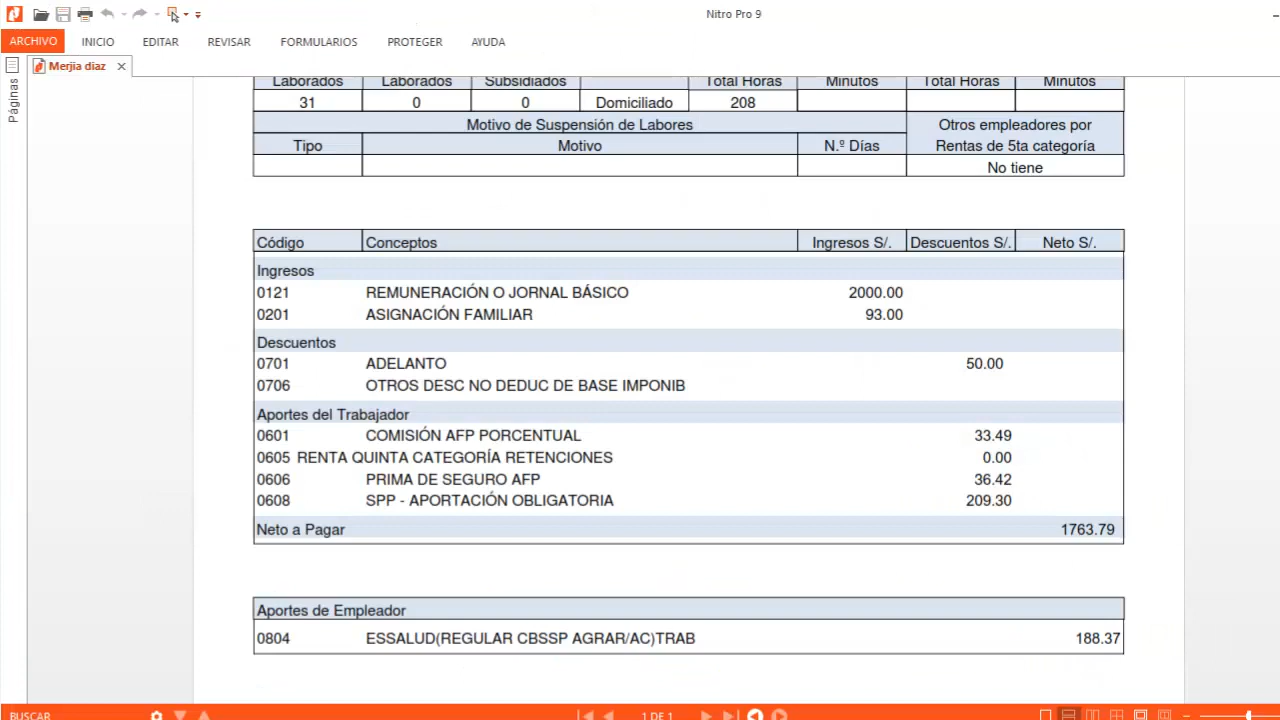 Nitro Pro 9
ARCHIVO INICIO EDITAR REVISAR FORMULARIOS PROTEGER AYUDA
Merjia diaz
Páginas
Laborados Laborados Subsidiados Total Horas Minutos Total Horas Minutos
31 0 0 Domiciliado 208
Motivo de Suspensión de Labores Otros empleadores por
Tipo Motivo N.º Días Rentas de 5ta categoría
No tiene
Código Conceptos Ingresos S/. Descuentos S/. Neto S/.
Ingresos
0121 REMUNERACIÓN O JORNAL BÁSICO 2000.00
0201 ASIGNACIÓN FAMILIAR 93.00
Descuentos
0701 ADELANTO 50.00
0706 OTROS DESC NO DEDUC DE BASE IMPONIB
Aportes del Trabajador
0601 COMISIÓN AFP PORCENTUAL 33.49
0605 RENTA QUINTA CATEGORÍA RETENCIONES 0.00
0606 PRIMA DE SEGURO AFP 36.42
0608 SPP - APORTACIÓN OBLIGATORIA 209.30
Neto a Pagar 1763.79
Aportes de Empleador
0804 ESSALUD(REGULAR CBSSP AGRAR/AC)TRAB 188.37
BUSCAR 1 DE 1